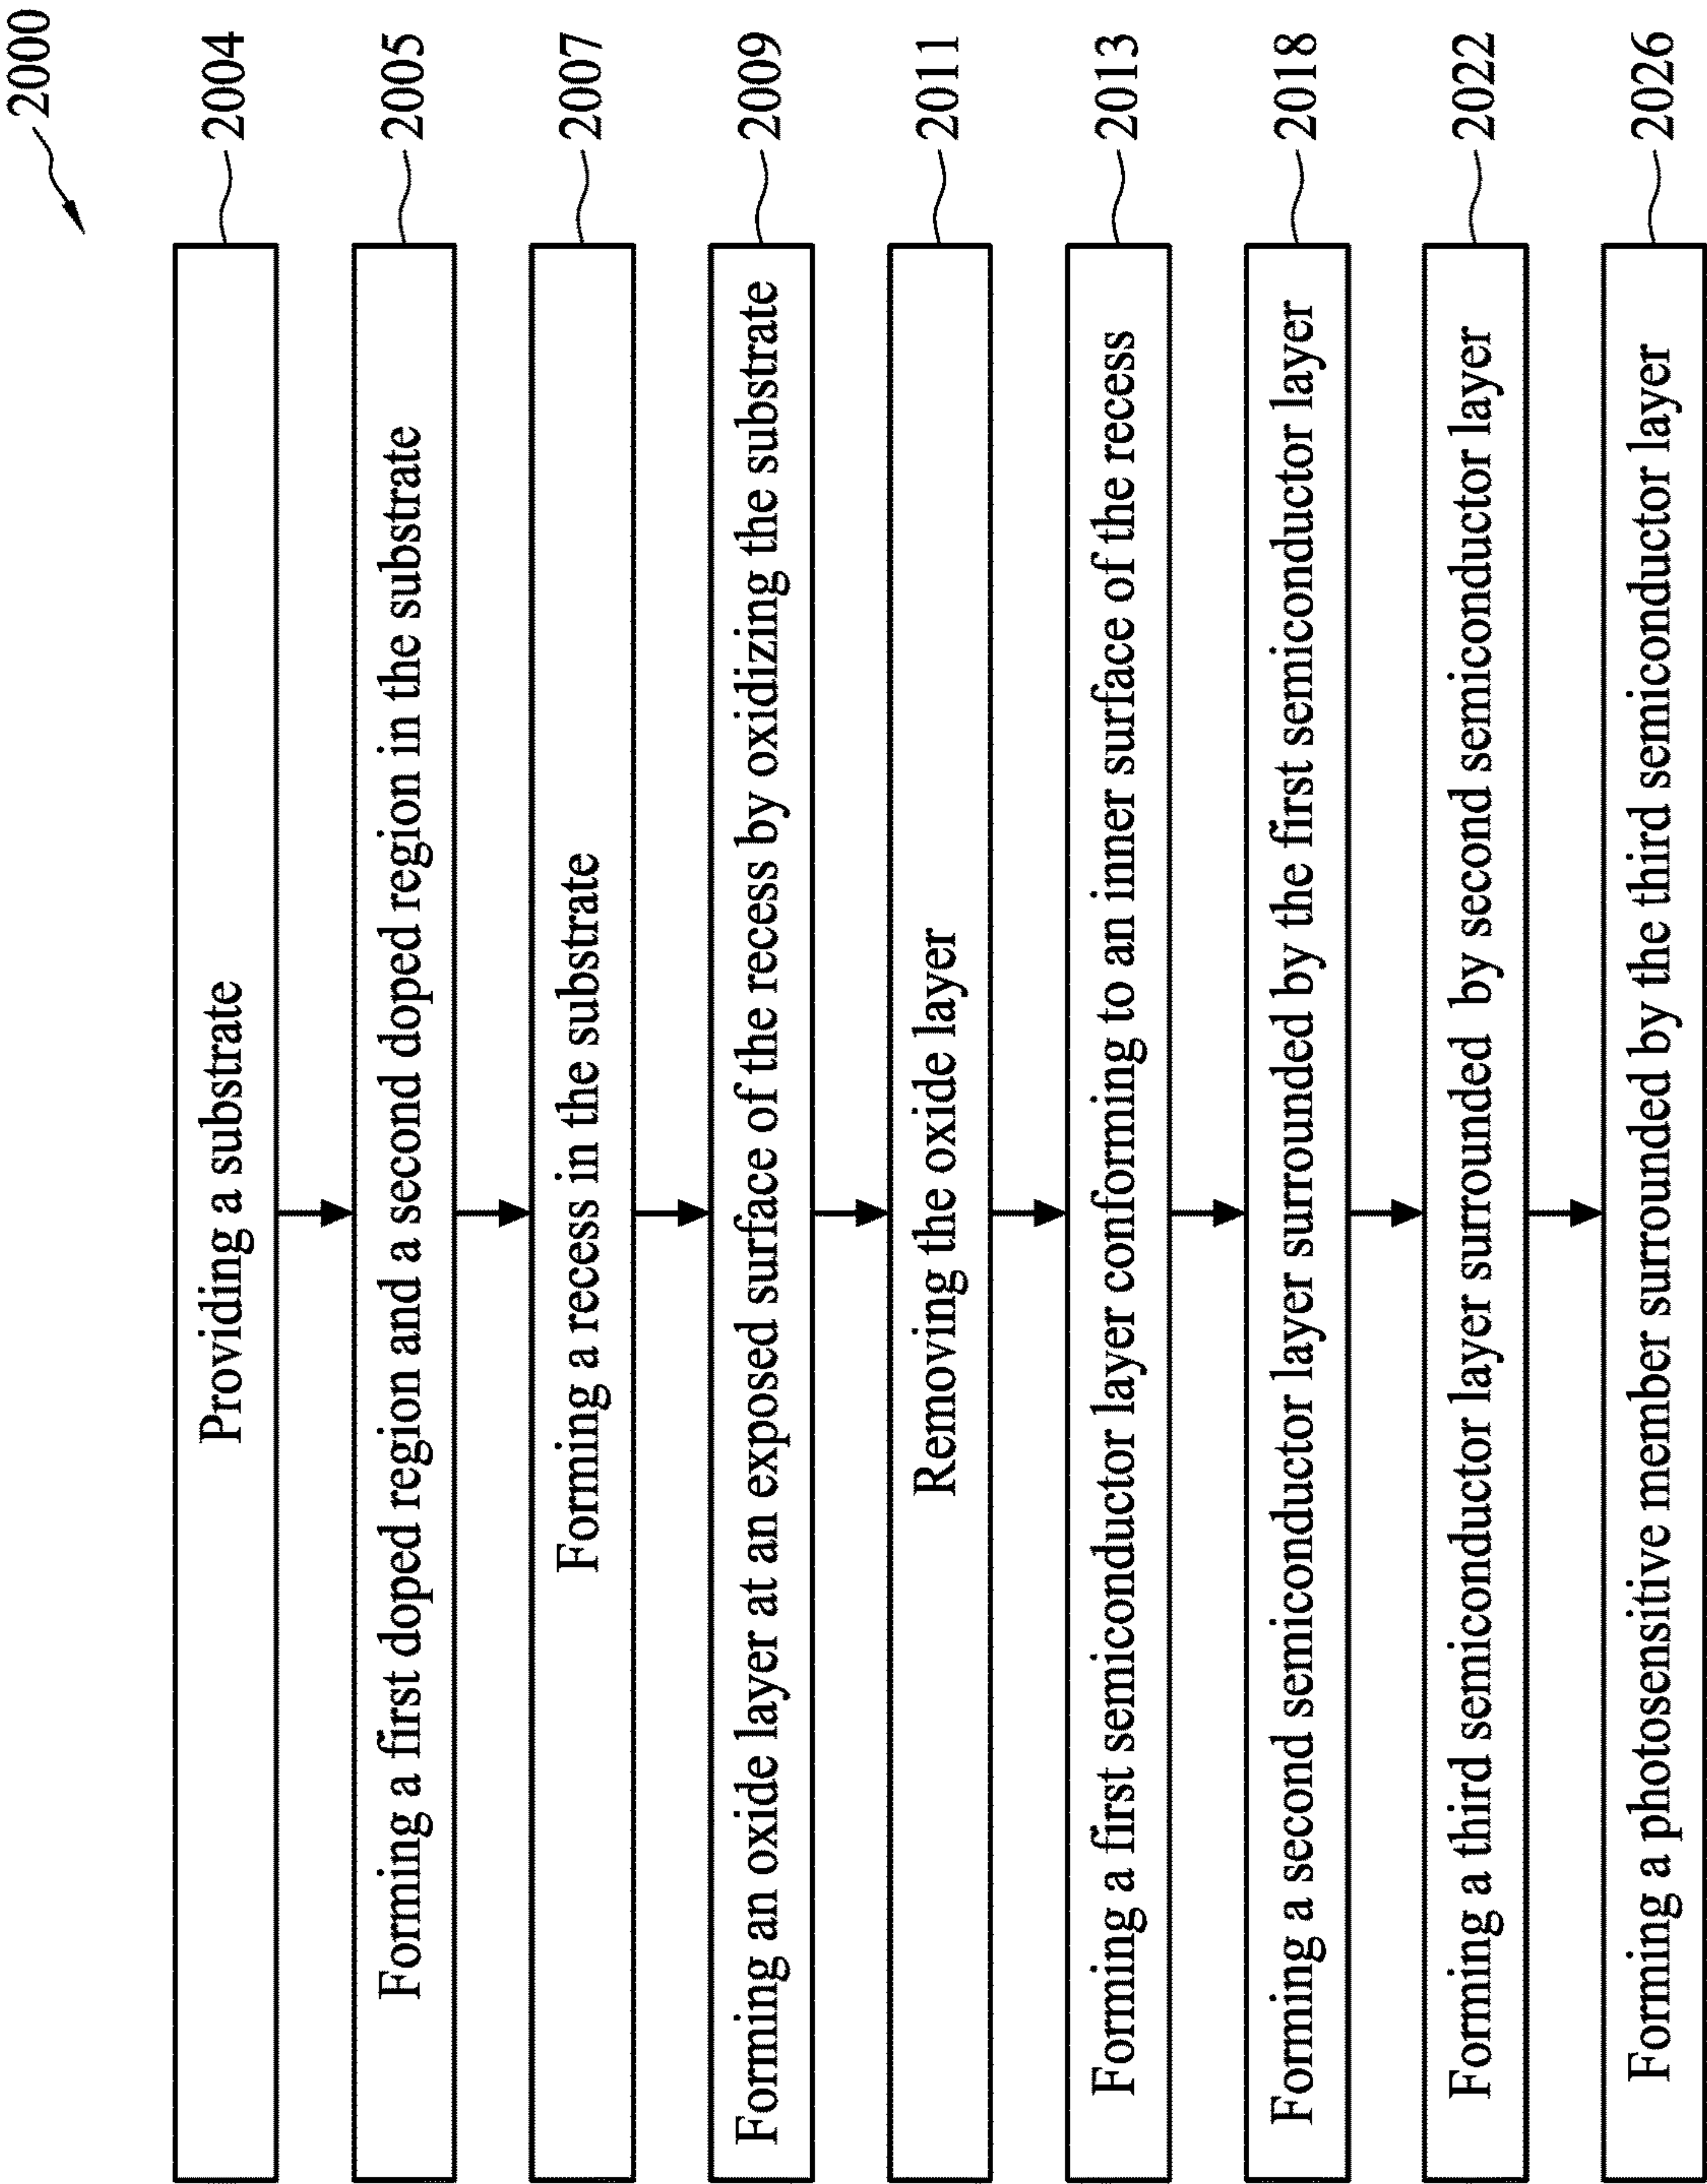 2000
Providing a substrate 2004
Forming a first doped region and a second doped region in the substrate 2005
Forming a recess in the substrate 2007
Forming an oxide layer at an exposed surface of the recess by oxidizing the substrate 2009
Removing the oxide layer 2011
Forming a first semiconductor layer conforming to an inner surface of the recess 2013
Forming a second semiconductor layer surrounded by the first semiconductor layer 2018
Forming a third semiconductor layer surrounded by second semiconductor layer 2022
Forming a photosensitive member surrounded by the third semiconductor layer 2026